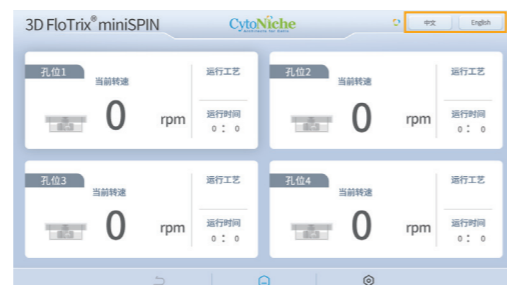 3D FloTrix® miniSPIN
CytoNiche
中文
English
孔位1
当前转速
0
rpm
运行工艺
运行时间
0 : 0
孔位2
当前转速
0
rpm
运行工艺
运行时间
0 : 0
孔位3
当前转速
0
rpm
运行工艺
运行时间
0 : 0
孔位4
当前转速
0
rpm
运行工艺
运行时间
0 : 0